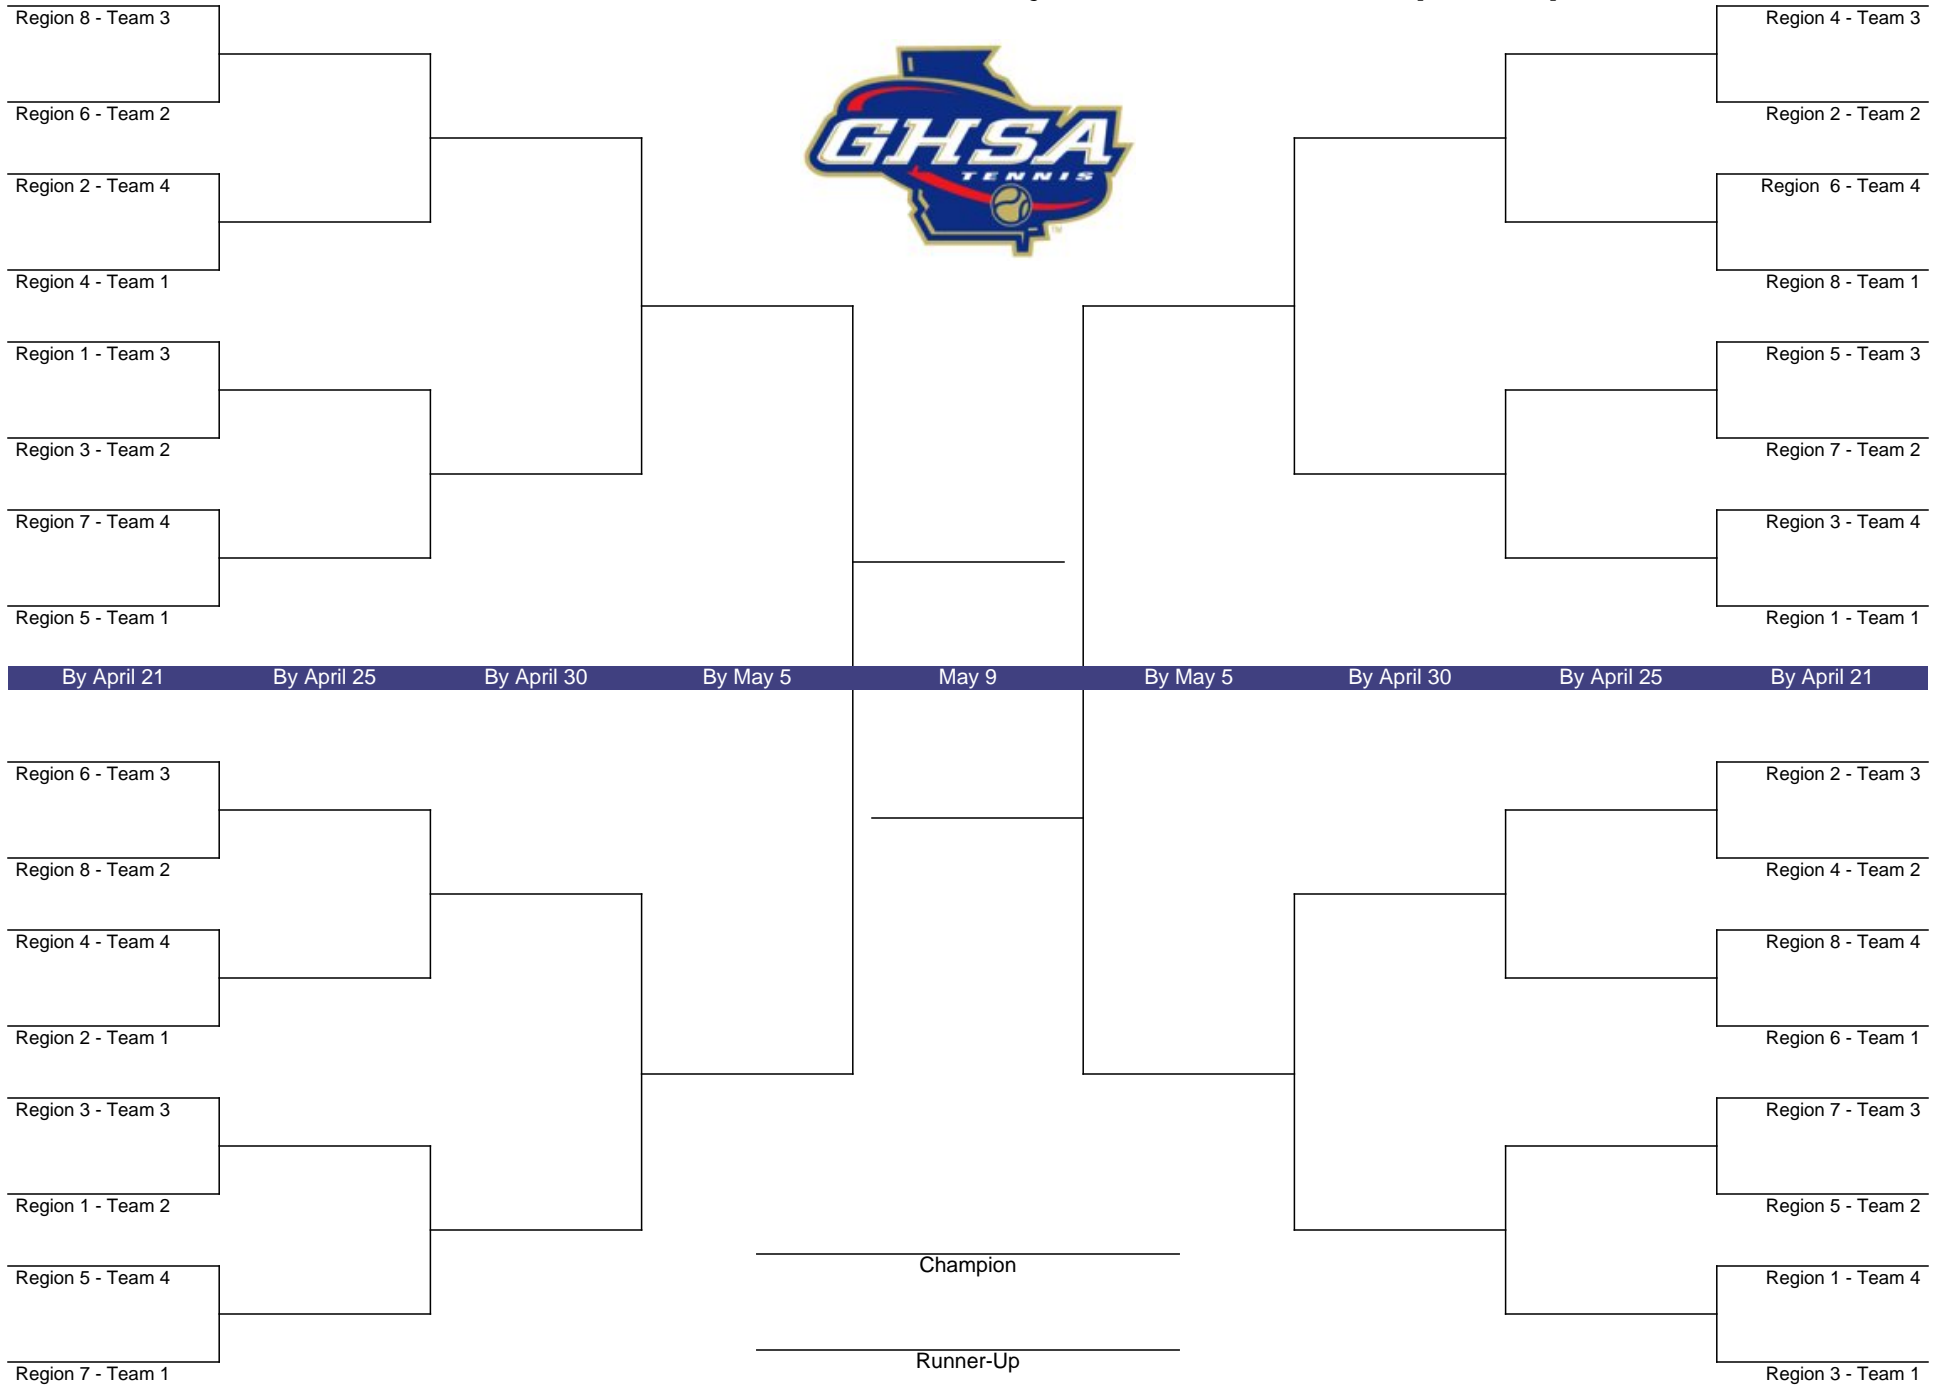 Region 8 - Team 3
Region 6 - Team 2
Region 2 - Team 4
Region 4 - Team 1
Region 1 - Team 3
Region 3 - Team 2
Region 7 - Team 4
Region 5 - Team 1
GHSA
TENNIS
TM
Region 4 - Team 3
Region 2 - Team 2
Region  6 - Team 4
Region 8 - Team 1
Region 5 - Team 3
Region 7 - Team 2
Region 3 - Team 4
Region 1 - Team 1
By April 21 By April 25 By April 30 By May 5 May 9 By May 5 By April 30 By April 25 By April 21
Region 6 - Team 3
Region 8 - Team 2
Region 4 - Team 4
Region 2 - Team 1
Region 3 - Team 3
Region 1 - Team 2
Region 5 - Team 4
Region 7 - Team 1
Champion
Runner-Up
Region 2 - Team 3
Region 4 - Team 2
Region 8 - Team 4
Region 6 - Team 1
Region 7 - Team 3
Region 5 - Team 2
Region 1 - Team 4
Region 3 - Team 1